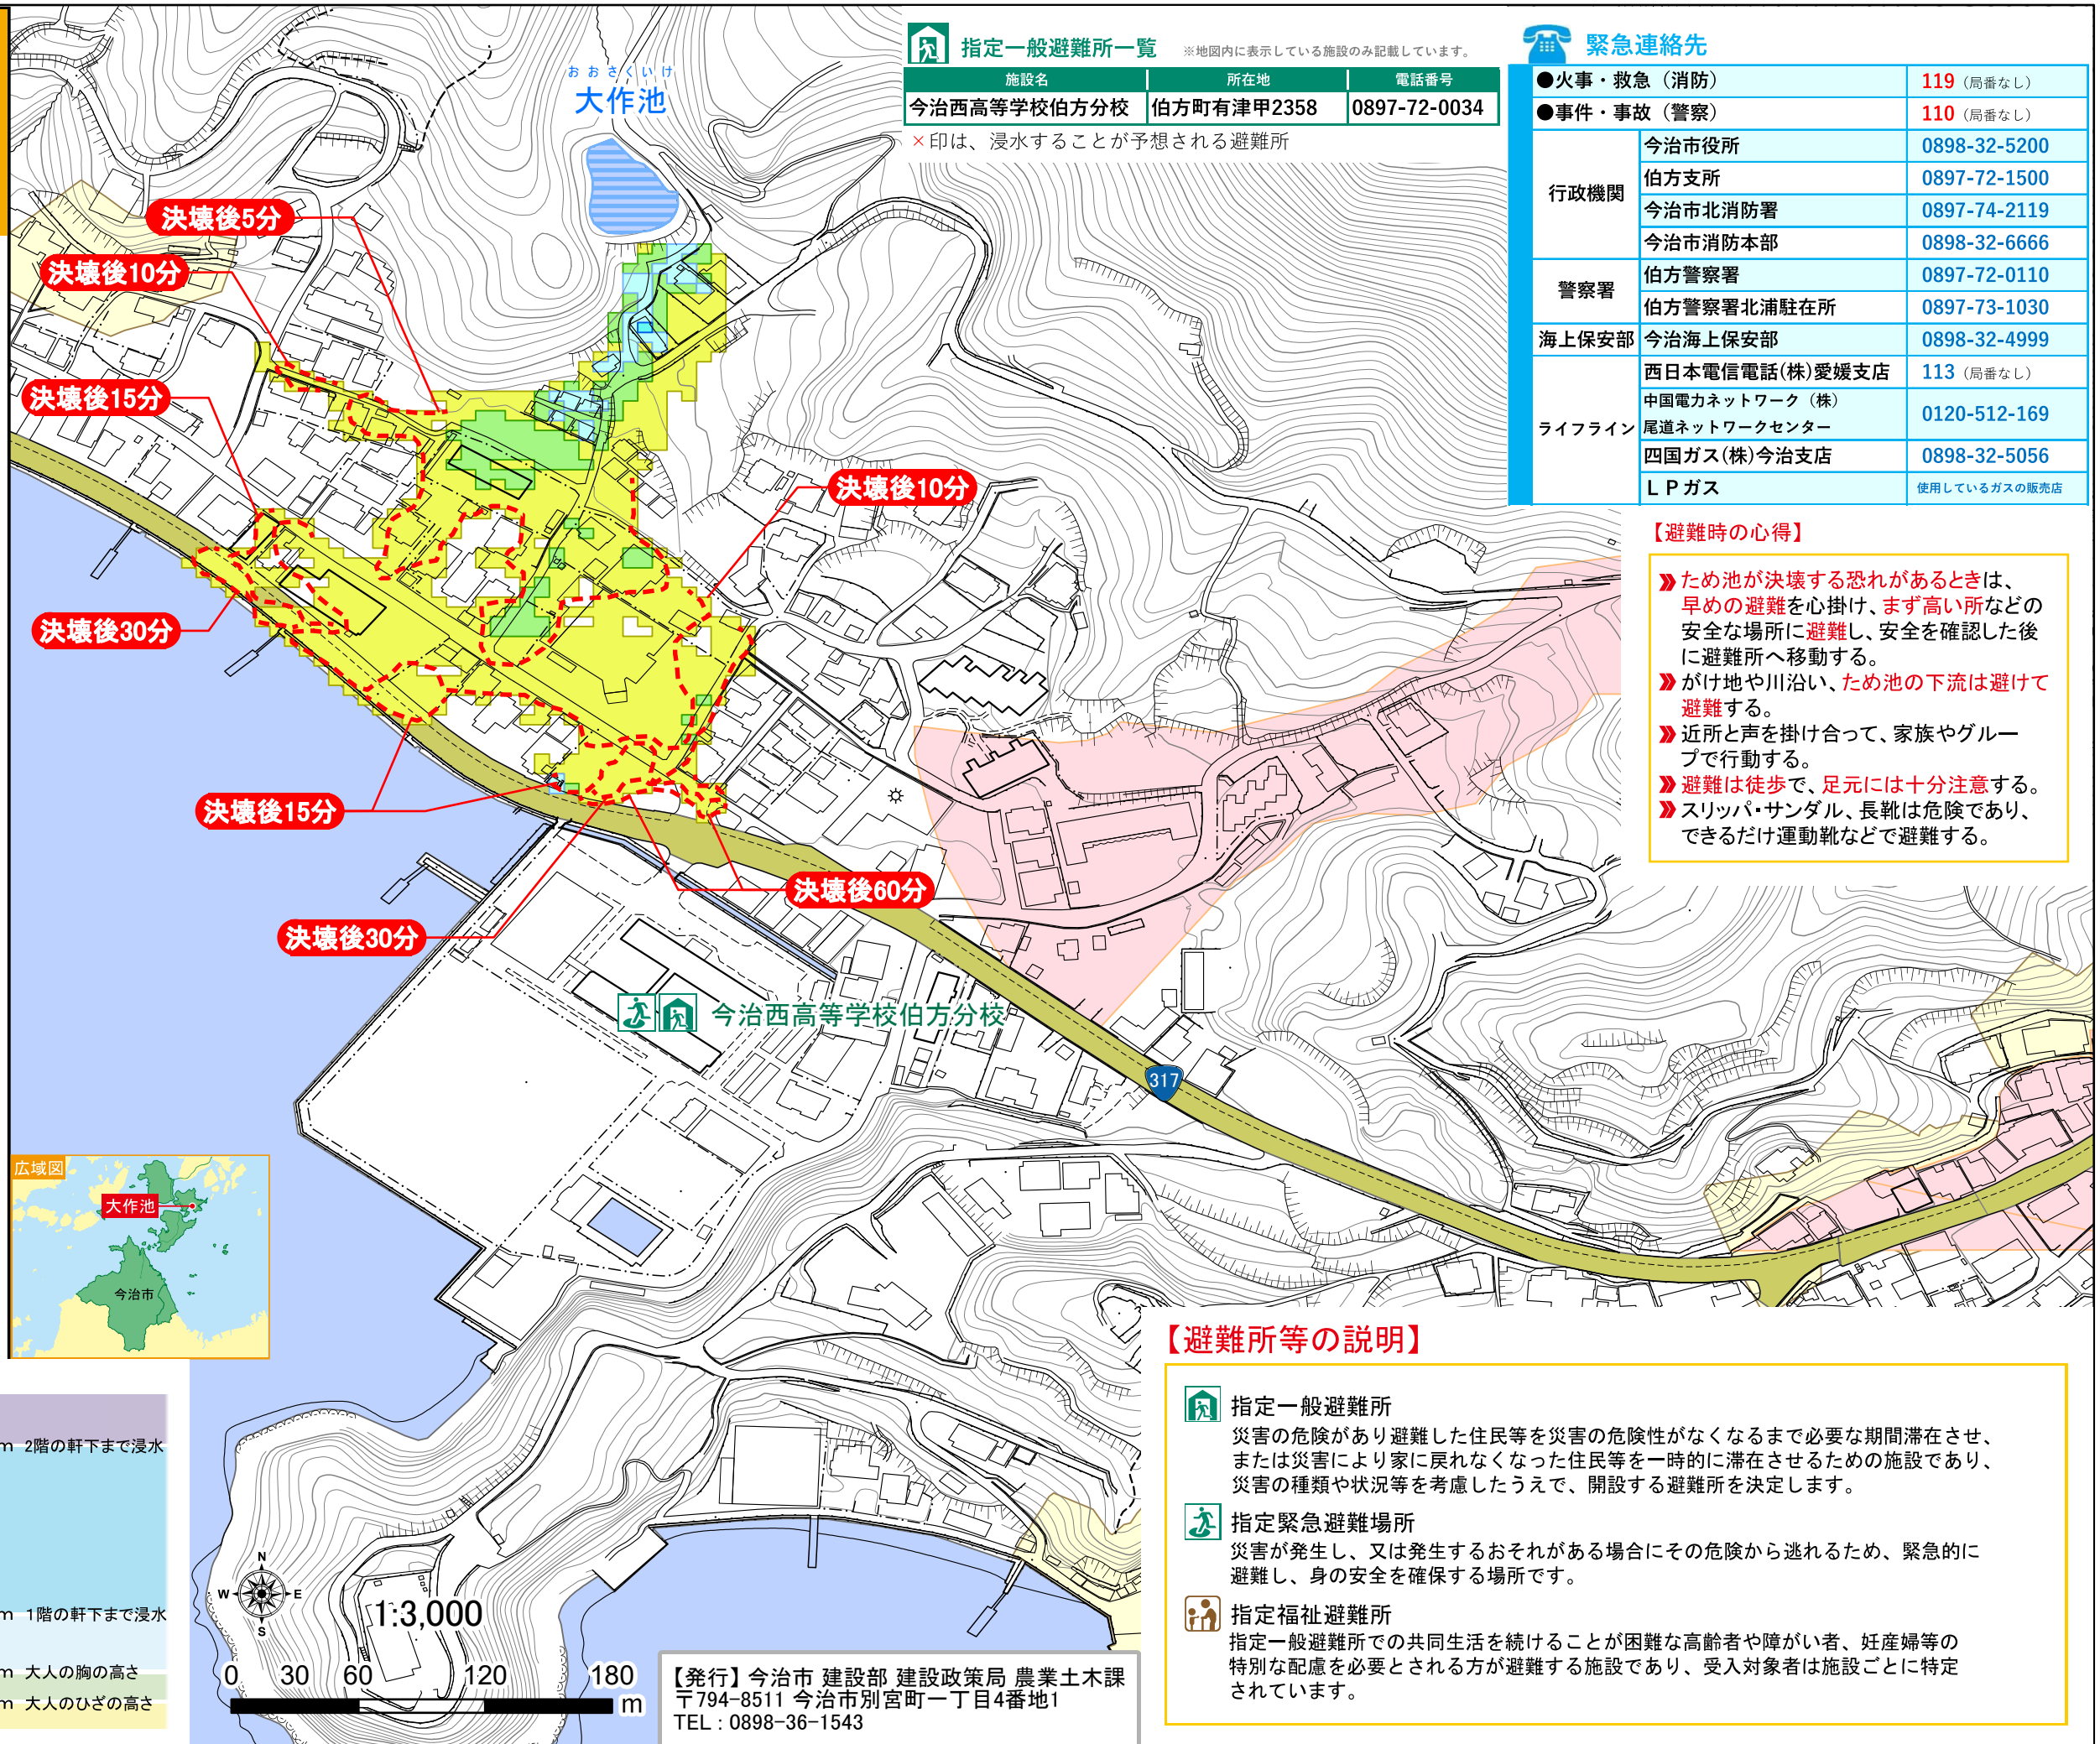 おおさくいけ
大作池
指定一般避難所一覧 ※地図内に表示している施設のみ記載しています。
施設名 所在地 電話番号
今治西高等学校伯方分校 伯方町有津甲2358 0897-72-0034
×印は、浸水することが予想される避難所
緊急連絡先
●火事・救急（消防） 119（局番なし）
●事件・事故（警察） 110（局番なし）
行政機関
今治市役所 0898-32-5200
伯方支所 0897-72-1500
今治市北消防署 0897-74-2119
今治市消防本部 0898-32-6666
警察署
伯方警察署 0897-72-0110
伯方警察署北浦駐在所 0897-73-1030
海上保安部 今治海上保安部 0898-32-4999
ライフライン
西日本電信電話(株)愛媛支店 113（局番なし）
中国電力ネットワーク（株）
尾道ネットワークセンター 0120-512-169
四国ガス(株)今治支店 0898-32-5056
ＬＰガス 使用しているガスの販売店
【避難時の心得】
ため池が決壊する恐れがあるときは、
早めの避難を心掛け、まず高い所などの
安全な場所に避難し、安全を確認した後
に避難所へ移動する。
がけ地や川沿い、ため池の下流は避けて
避難する。
近所と声を掛け合って、家族やグルー
プで行動する。
避難は徒歩で、足元には十分注意する。
スリッパ・サンダル、長靴は危険であり、
できるだけ運動靴などで避難する。
決壊後5分
決壊後10分
決壊後15分
決壊後10分
決壊後30分
決壊後15分
決壊後60分
決壊後30分
今治西高等学校伯方分校
317
広域図
大作池
今治市
m 2階の軒下まで浸水
m 1階の軒下まで浸水
m 大人の胸の高さ
m 大人のひざの高さ
N
W E
S
1:3,000
0 30 60 120 180
m
【発行】今治市 建設部 建設政策局 農業土木課
〒794-8511 今治市別宮町一丁目4番地1
TEL : 0898-36-1543
【避難所等の説明】
指定一般避難所
災害の危険があり避難した住民等を災害の危険性がなくなるまで必要な期間滞在させ、
または災害により家に戻れなくなった住民等を一時的に滞在させるための施設であり、
災害の種類や状況等を考慮したうえで、開設する避難所を決定します。
指定緊急避難場所
災害が発生し、又は発生するおそれがある場合にその危険から逃れるため、緊急的に
避難し、身の安全を確保する場所です。
指定福祉避難所
指定一般避難所での共同生活を続けることが困難な高齢者や障がい者、妊産婦等の
特別な配慮を必要とされる方が避難する施設であり、受入対象者は施設ごとに特定
されています。